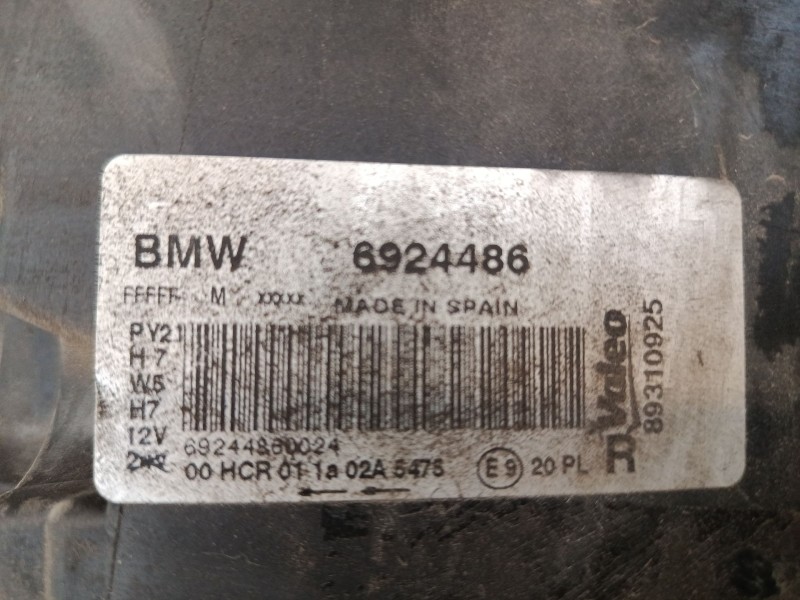 BMW 6924486
FFFFF M xxxxx MADE IN SPAIN
PY21
H7
W5
H7
12V
69244860024
00 HCR 01 1a 02A 5475 E9 20 PL
R Valeo
89310925